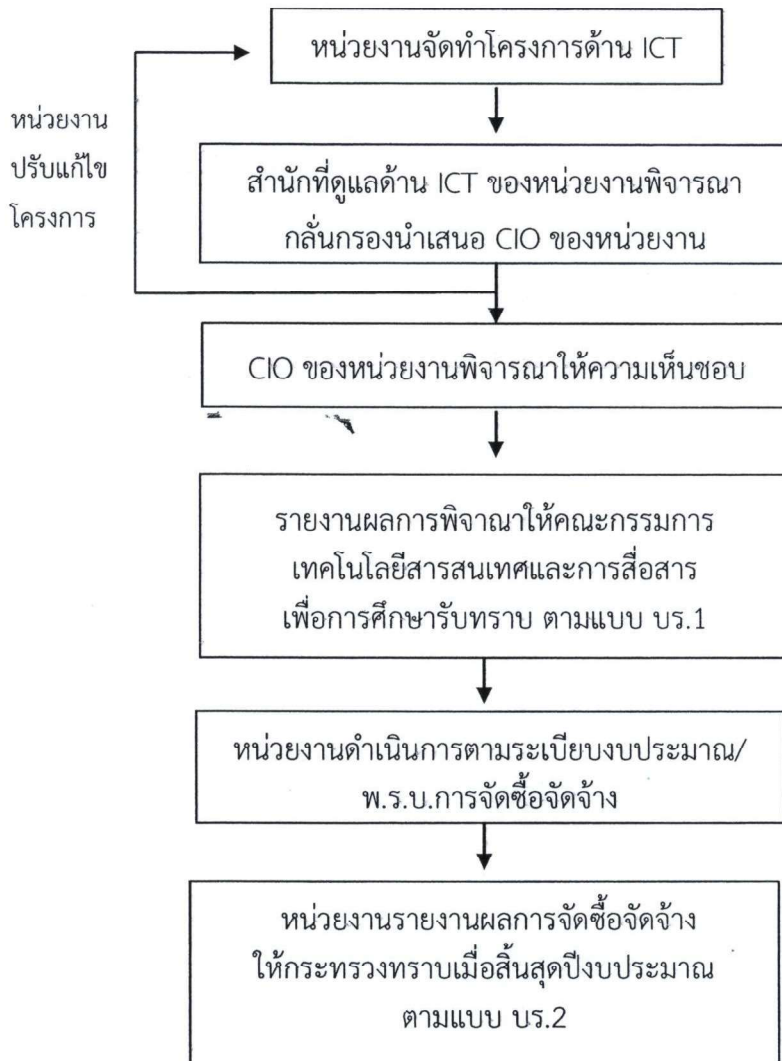 หน่วยงานจัดทำโครงการด้าน ICT
หน่วยงาน
ปรับแก้ไข
โครงการ
สำนักที่ดูแลด้าน ICT ของหน่วยงานพิจารณา
กลั่นกรองนำเสนอ CIO ของหน่วยงาน
CIO ของหน่วยงานพิจารณาให้ความเห็นชอบ
รายงานผลการพิจาณาให้คณะกรรมการ
เทคโนโลยีสารสนเทศและการสื่อสาร
เพื่อการศึกษารับทราบ ตามแบบ บร.1
หน่วยงานดำเนินการตามระเบียบงบประมาณ/
พ.ร.บ.การจัดซื้อจัดจ้าง
หน่วยงานรายงานผลการจัดซื้อจัดจ้าง
ให้กระทรวงทราบเมื่อสิ้นสุดปีงบประมาณ
ตามแบบ บร.2